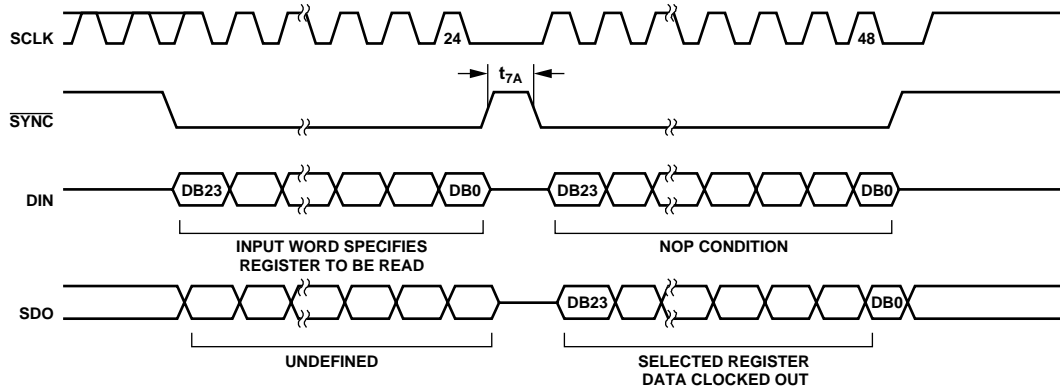 SCLK
24
48
t7A
SYNC
DIN
DB23
DB0
DB23
DB0
INPUT WORD SPECIFIES
REGISTER TO BE READ
NOP CONDITION
SDO
DB23
DB0
UNDEFINED
SELECTED REGISTER
DATA CLOCKED OUT